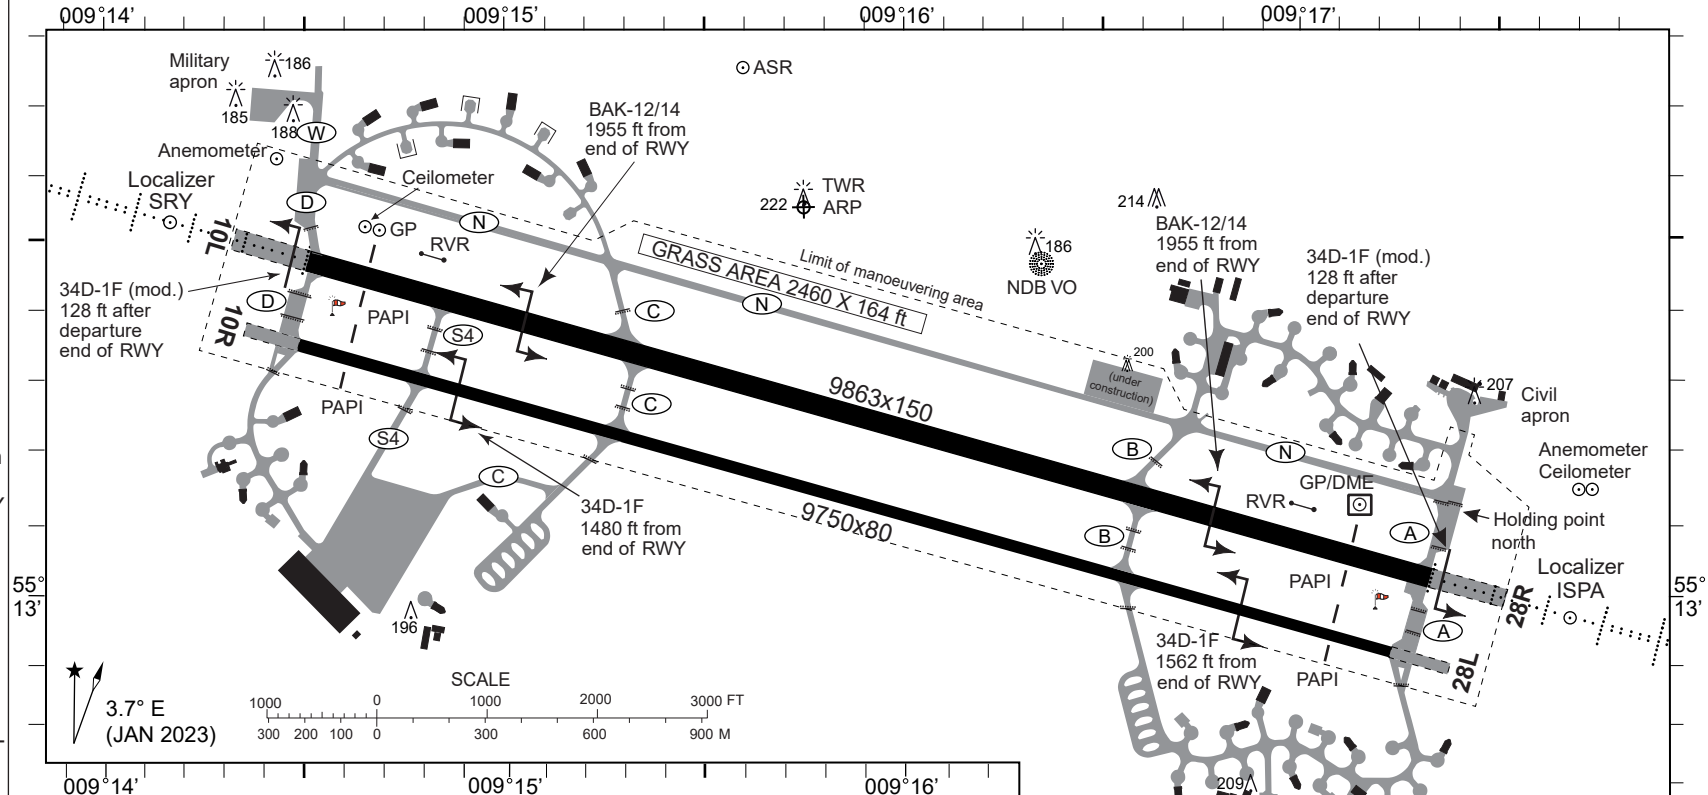 009°14’
009°15’
009°16’
009°17’
Military
apron
186
185
188
W
Anemometer
Localizer
SRY
D
10L
Ceilometer
GP
RVR
N
BAK-12/14
1955 ft from
end of RWY
ASR
222
TWR
ARP
GRASS AREA 2460 X 164 ft
Limit of manoeuvering area
N
214
186
NDB VO
BAK-12/14
1955 ft from
end of RWY
34D-1F (mod.)
128 ft after
departure
end of RWY
34D-1F (mod.)
128 ft after
departure
end of RWY
D
10R
PAPI
S4
C
PAPI
S4
C
C
9863x150
9750x80
200
(under
construction)
207
Civil
apron
Anemometer
Ceilometer
B
N
GP/DME
RVR
A
B
Holding point
north
Localizer
ISPA
34D-1F
1480 ft from
end of RWY
PAPI
28R
A
34D-1F
1562 ft from
end of RWY
PAPI
28L
55°
13’
55°
13’
196
209
3.7° E
(JAN 2023)
SCALE
1000 0 1000 2000 3000 FT
300 200 100 0 300 600 900 M
009°14’
009°15’
009°16’